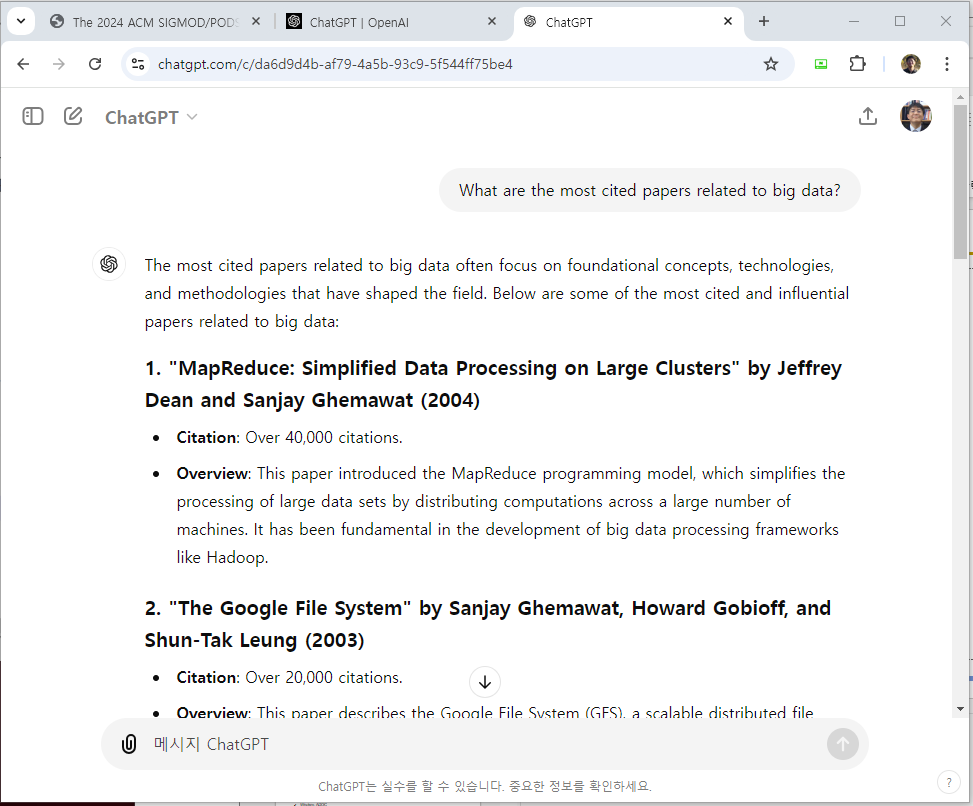 The 2024 ACM SIGMOD/PODS
ChatGPT | OpenAI
ChatGPT
chatgpt.com/c/da6d9d4b-af79-4a5b-93c9-5f544ff75be4
ChatGPT
What are the most cited papers related to big data?
The most cited papers related to big data often focus on foundational concepts, technologies,
and methodologies that have shaped the field. Below are some of the most cited and influential
papers related to big data:
1. "MapReduce: Simplified Data Processing on Large Clusters" by Jeffrey
Dean and Sanjay Ghemawat (2004)
• Citation: Over 40,000 citations.
• Overview: This paper introduced the MapReduce programming model, which simplifies the
processing of large data sets by distributing computations across a large number of
machines. It has been fundamental in the development of big data processing frameworks
like Hadoop.
2. "The Google File System" by Sanjay Ghemawat, Howard Gobioff, and
Shun-Tak Leung (2003)
• Citation: Over 20,000 citations.
• Overview: This paper describes the Google File System (GFS), a scalable distributed file
메시지 ChatGPT
ChatGPT는 실수를 할 수 있습니다. 중요한 정보를 확인하세요.
?